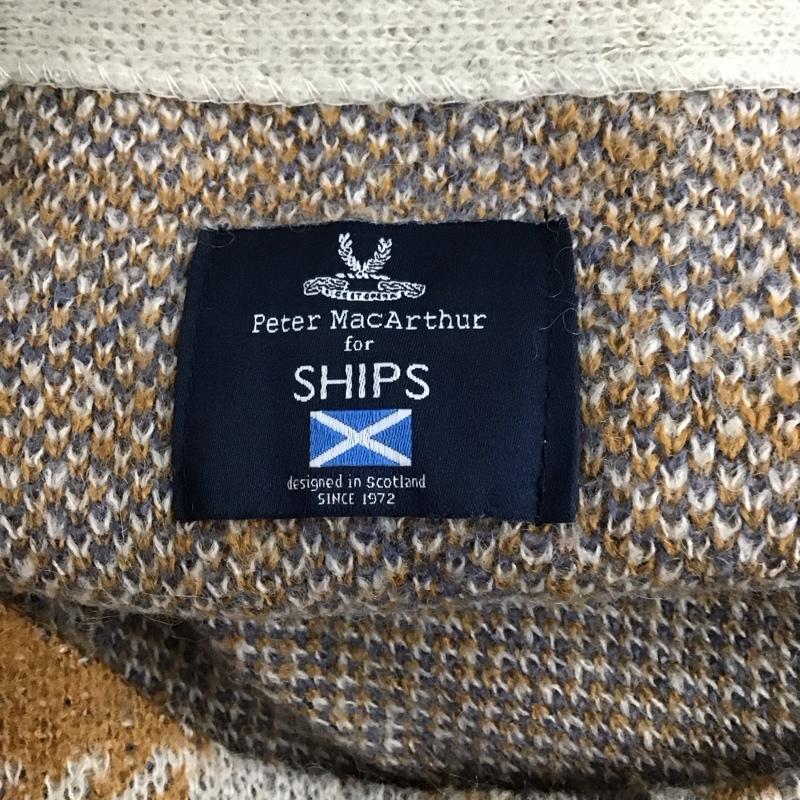 Peter MacArthur
for
SHIPS
designed in Scotland
SINCE 1972